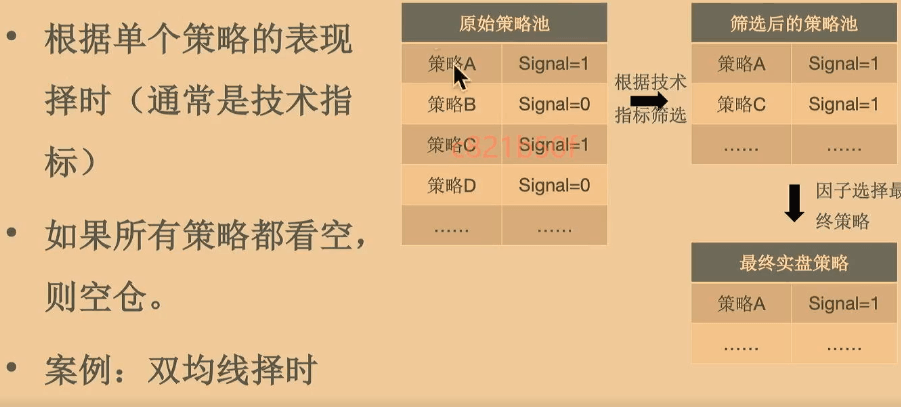 • 根据单个策略的表现
择时（通常是技术指
标）
• 如果所有策略都看空，
则空仓。
• 案例：双均线择时
原始策略池
策略A Signal=1
策略B Signal=0
策略C Signal=1
策略D Signal=0
…… ……
根据技术
指标筛选
筛选后的策略池
策略A Signal=1
策略C Signal=1
…… ……
因子选择最
终策略
最终实盘策略
策略A Signal=1
…… ……